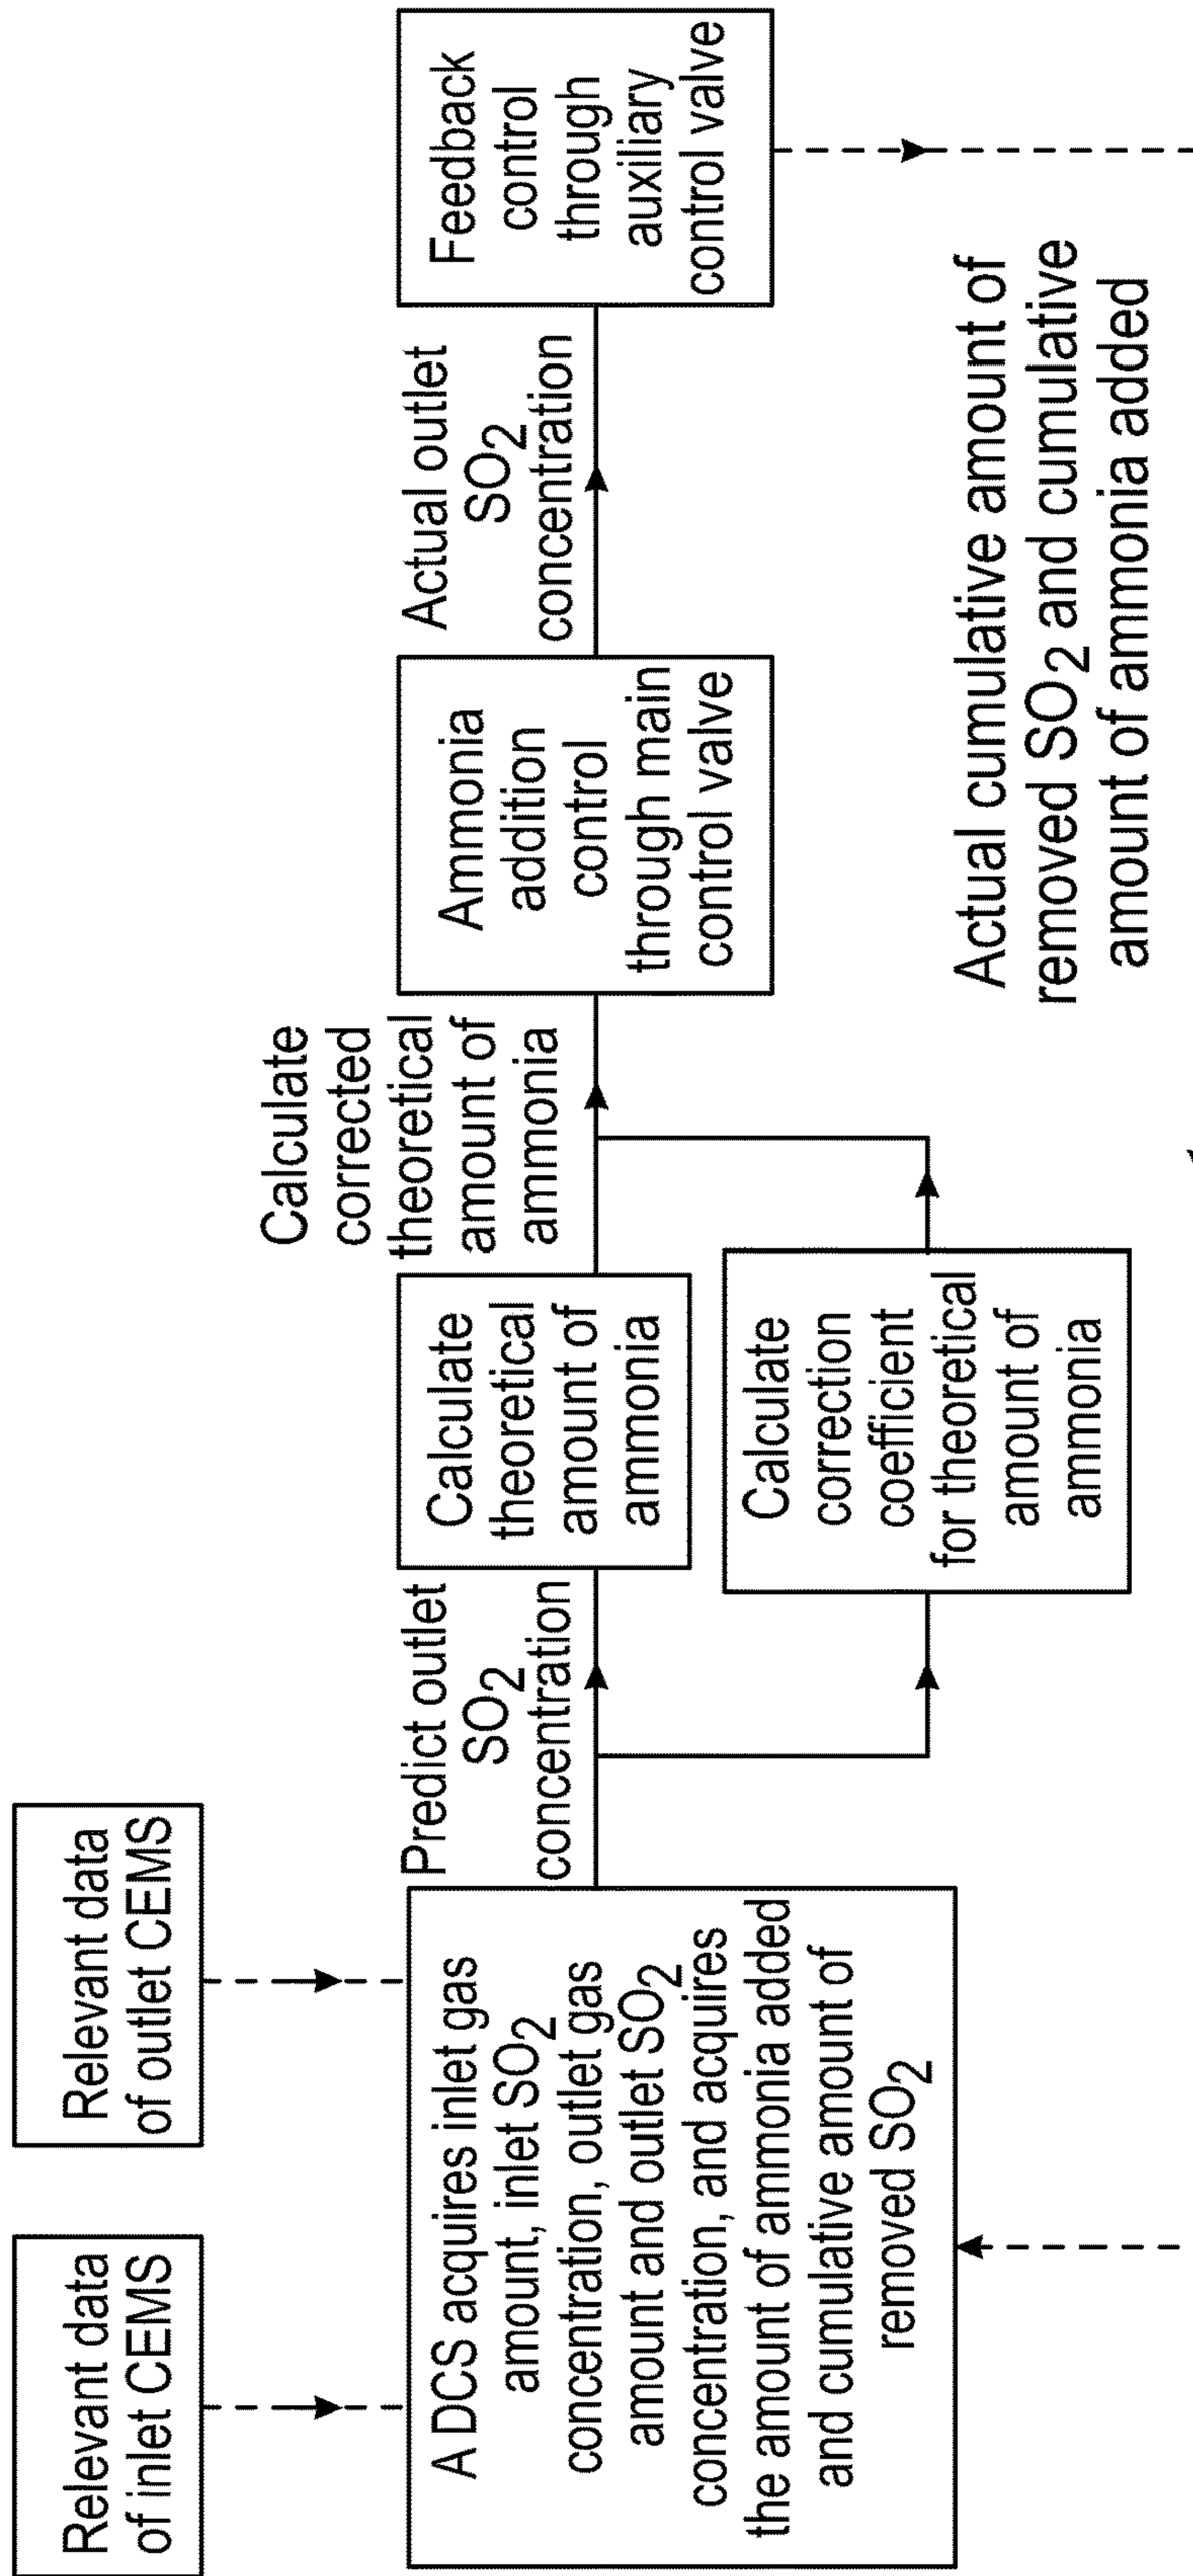 Relevant data
of inlet CEMS
Relevant data
of outlet CEMS
A DCS acquires inlet gas
amount, inlet SO2
concentration, outlet gas
amount and outlet SO2
concentration, and acquires
the amount of ammonia added
and cumulative amount of
removed SO2
Predict outlet
SO2
concentration
Calculate
theoretical
amount of
ammonia
Calculate
correction
coefficient
for theoretical
amount of
ammonia
Calculate
corrected
theoretical
amount of
ammonia
Ammonia
addition
control
through main
control valve
Actual outlet
SO2
concentration
Feedback
control
through
auxiliary
control valve
Actual cumulative amount of
removed SO2 and cumulative
amount of ammonia added